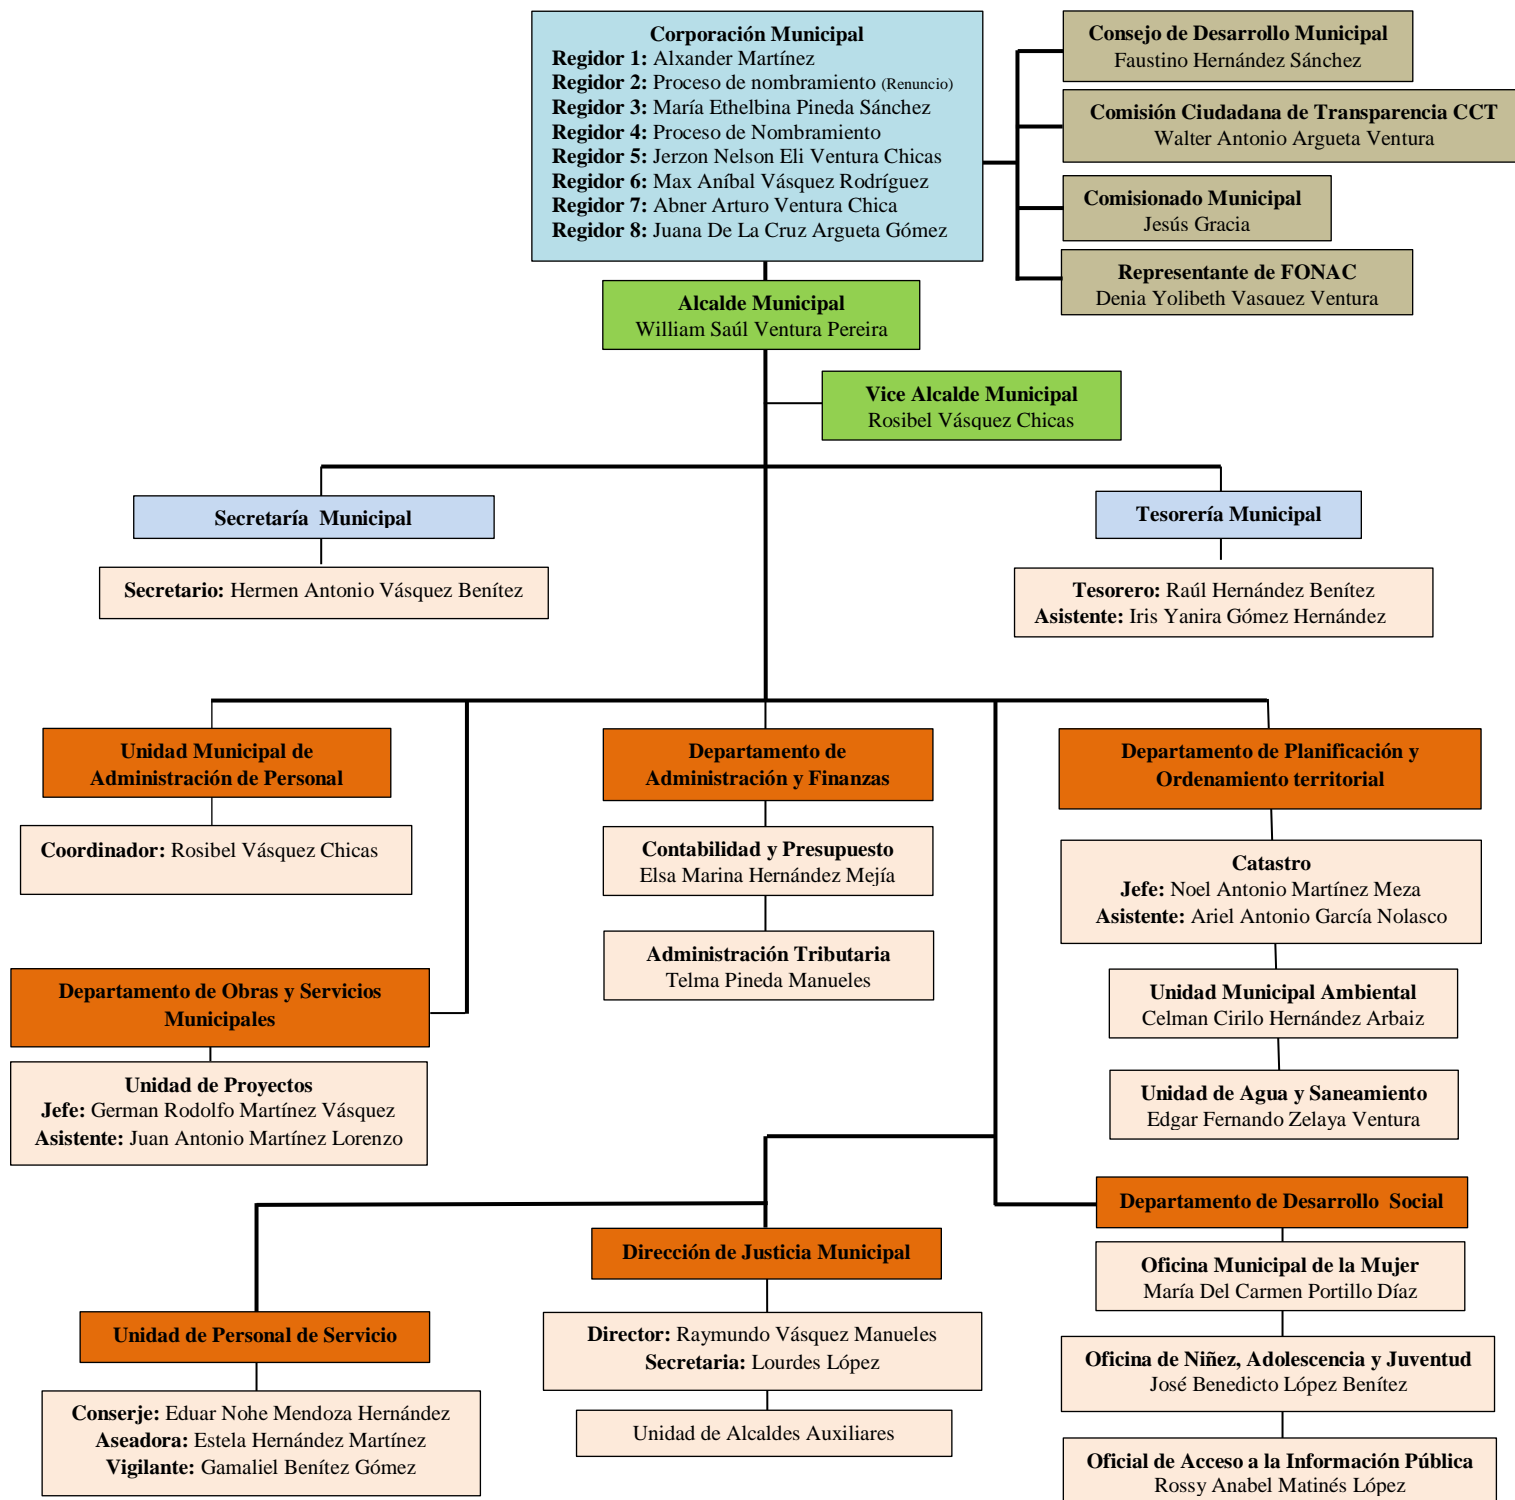 Corporación Municipal
Regidor 1: Alxander Martínez
Regidor 2: Proceso de nombramiento (Renuncio)
Regidor 3: María Ethelbina Pineda Sánchez
Regidor 4: Proceso de Nombramiento
Regidor 5: Jerzon Nelson Eli Ventura Chicas
Regidor 6: Max Aníbal Vásquez Rodríguez
Regidor 7: Abner Arturo Ventura Chica
Regidor 8: Juana De La Cruz Argueta Gómez
Consejo de Desarrollo Municipal
Faustino Hernández Sánchez
Comisión Ciudadana de Transparencia CCT
Walter Antonio Argueta Ventura
Comisionado Municipal
Jesús Gracia
Representante de FONAC
Denia Yolibeth Vasquez Ventura
Alcalde Municipal
William Saúl Ventura Pereira
Vice Alcalde Municipal
Rosibel Vásquez Chicas
Secretaría Municipal
Secretario: Hermen Antonio Vásquez Benítez
Tesorería Municipal
Tesorero: Raúl Hernández Benítez
Asistente: Iris Yanira Gómez Hernández
Unidad Municipal de
Administración de Personal
Coordinador: Rosibel Vásquez Chicas
Departamento de
Administración y Finanzas
Contabilidad y Presupuesto
Elsa Marina Hernández Mejía
Administración Tributaria
Telma Pineda Manueles
Departamento de Planificación y
Ordenamiento territorial
Catastro
Jefe: Noel Antonio Martínez Meza
Asistente: Ariel Antonio García Nolasco
Unidad Municipal Ambiental
Celman Cirilo Hernández Arbaiz
Unidad de Agua y Saneamiento
Edgar Fernando Zelaya Ventura
Departamento de Obras y Servicios
Municipales
Unidad de Proyectos
Jefe: German Rodolfo Martínez Vásquez
Asistente: Juan Antonio Martínez Lorenzo
Departamento de Desarrollo Social
Oficina Municipal de la Mujer
María Del Carmen Portillo Díaz
Oficina de Niñez, Adolescencia y Juventud
José Benedicto López Benítez
Oficial de Acceso a la Información Pública
Rossy Anabel Matinés López
Dirección de Justicia Municipal
Director: Raymundo Vásquez Manueles
Secretaria: Lourdes López
Unidad de Alcaldes Auxiliares
Unidad de Personal de Servicio
Conserje: Eduar Nohe Mendoza Hernández
Aseadora: Estela Hernández Martínez
Vigilante: Gamaliel Benítez Gómez